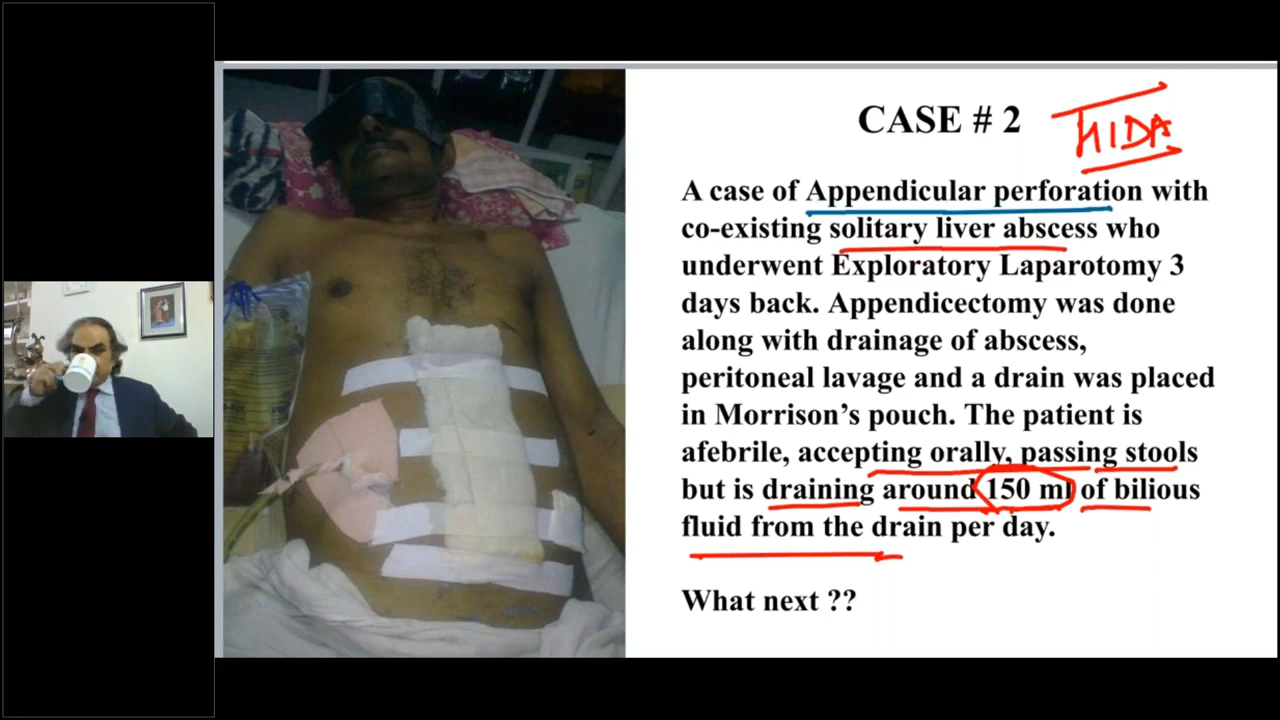 CASE # 2
HIDA
A case of Appendicular perforation with
co-existing solitary liver abscess who
underwent Exploratory Laparotomy 3
days back. Appendicectomy was done
along with drainage of abscess,
peritoneal lavage and a drain was placed
in Morrison’s pouch. The patient is
afebrile, accepting orally, passing stools
but is draining around 150 ml of bilious
fluid from the drain per day.
What next ??